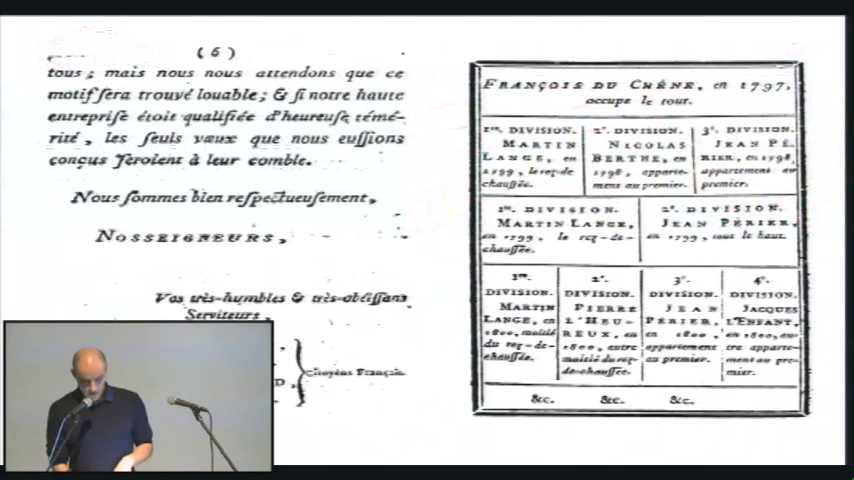 ( 6 )
tous ; mais nous nous attendons que ce
motif sera trouvé louable ; & si notre haute
entreprise étoit qualifiée d'heureuse témé-
rité, les seuls vœux que nous eussions
conçus seroient à leur comble.
Nous sommes bien respectueusement,
NOSSEIGNEURS,
Vos très-humbles & très-obéissans
Serviteurs,
Citoyens Français
FRANÇOIS DU CHÊNE, en 1797,
occupe le tout.
1re. DIVISION.
MARTIN
LANGE, en
1799, le rez-de-
chaussée.
2e. DIVISION.
NICOLAS
BERTHE, en
1798, apparte-
ment au premier.
3e. DIVISION.
JEAN PÉ-
RIER, en 1798,
appartement au
premier.
1re. DIVISION.
MARTIN LANGE,
en 1799, le rez-de-
chaussée.
2e. DIVISION.
JEAN PÉRIER,
en 1799, tout le haut.
1re.
DIVISION.
MARTIN
LANGE, en
1800, moitié
du rez-de-
chaussée.
2e.
DIVISION.
PIERRE
L'HEU-
REUX, en
1800, autre
moitié du rez-
de-chaussée.
3e.
DIVISION.
JEAN
PÉRIER,
en 1800,
appartement
au premier.
4e.
DIVISION.
JACQUES
L'ENFANT,
en 1800, au-
tre apparte-
ment au pre-
mier.
&c. &c. &c.